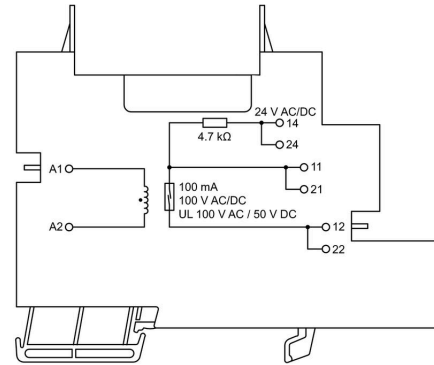 24 V AC/DC
14
4.7 kΩ
24
A1
11
21
100 mA
100 V AC/DC
UL 100 V AC / 50 V DC
A2
12
22